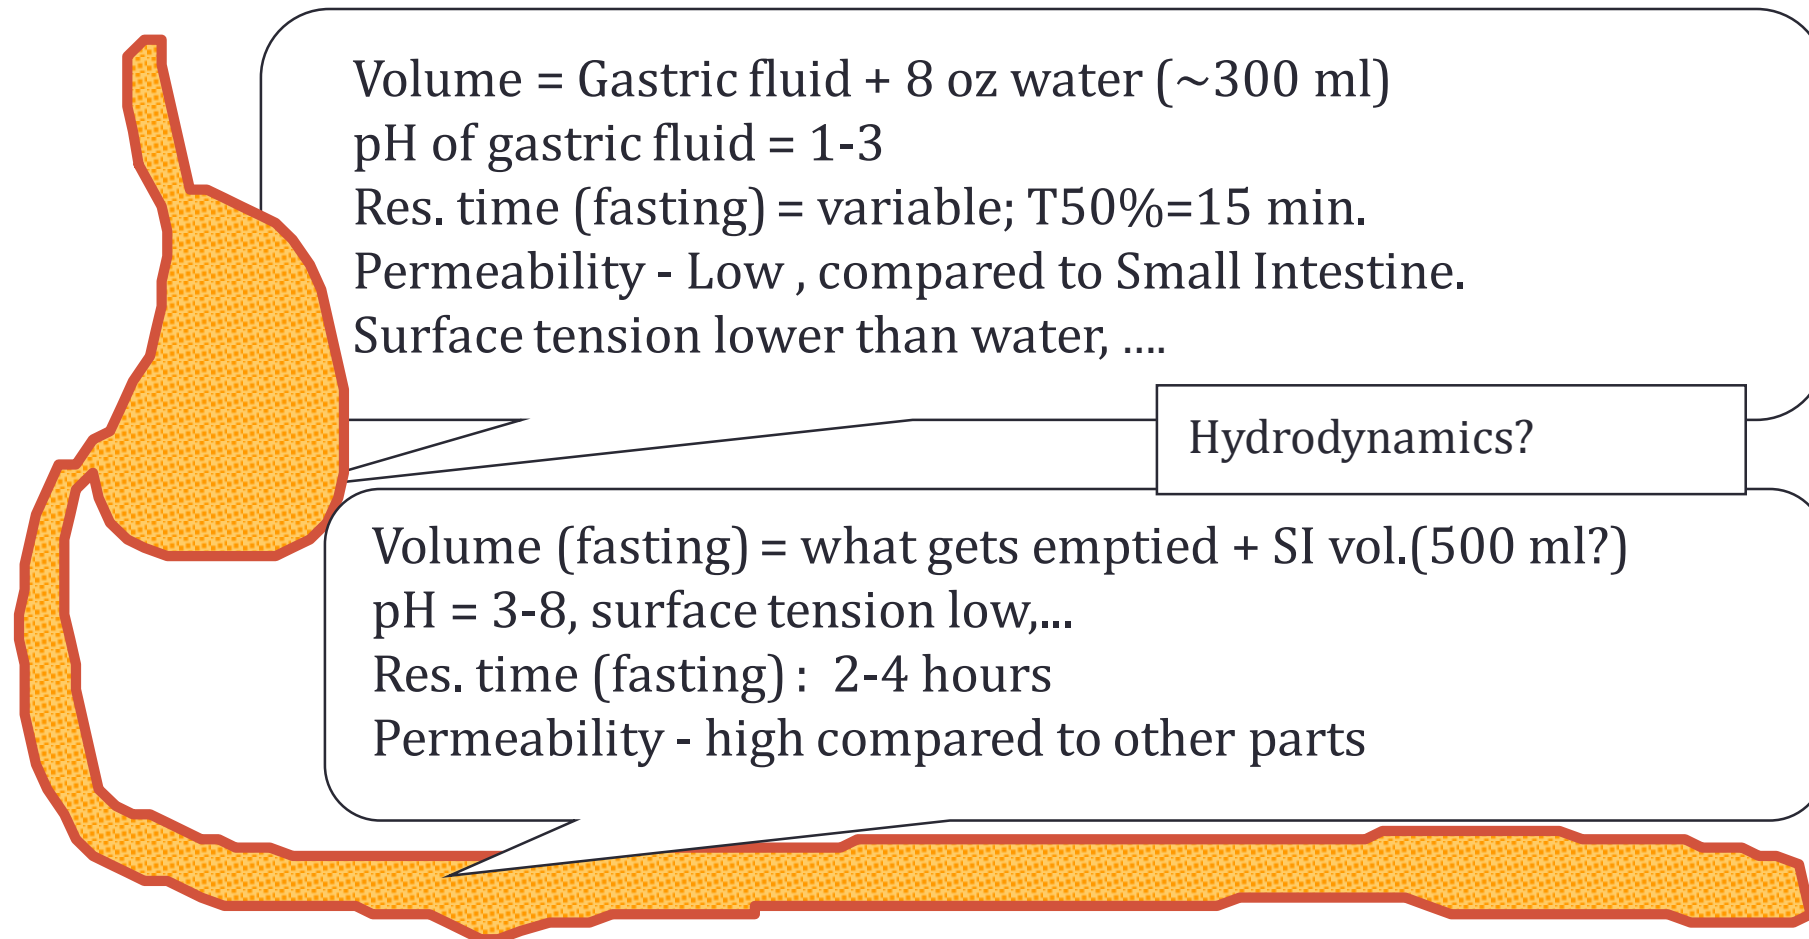 Volume = Gastric fluid + 8 oz water (~300 ml)
pH of gastric fluid = 1-3
Res. time (fasting) = variable; T50%=15 min.
Permeability - Low , compared to Small Intestine.
Surface tension lower than water, ....
Hydrodynamics?
Volume (fasting) = what gets emptied + SI vol.(500 ml?)
pH = 3-8, surface tension low,...
Res. time (fasting) : 2-4 hours
Permeability - high compared to other parts